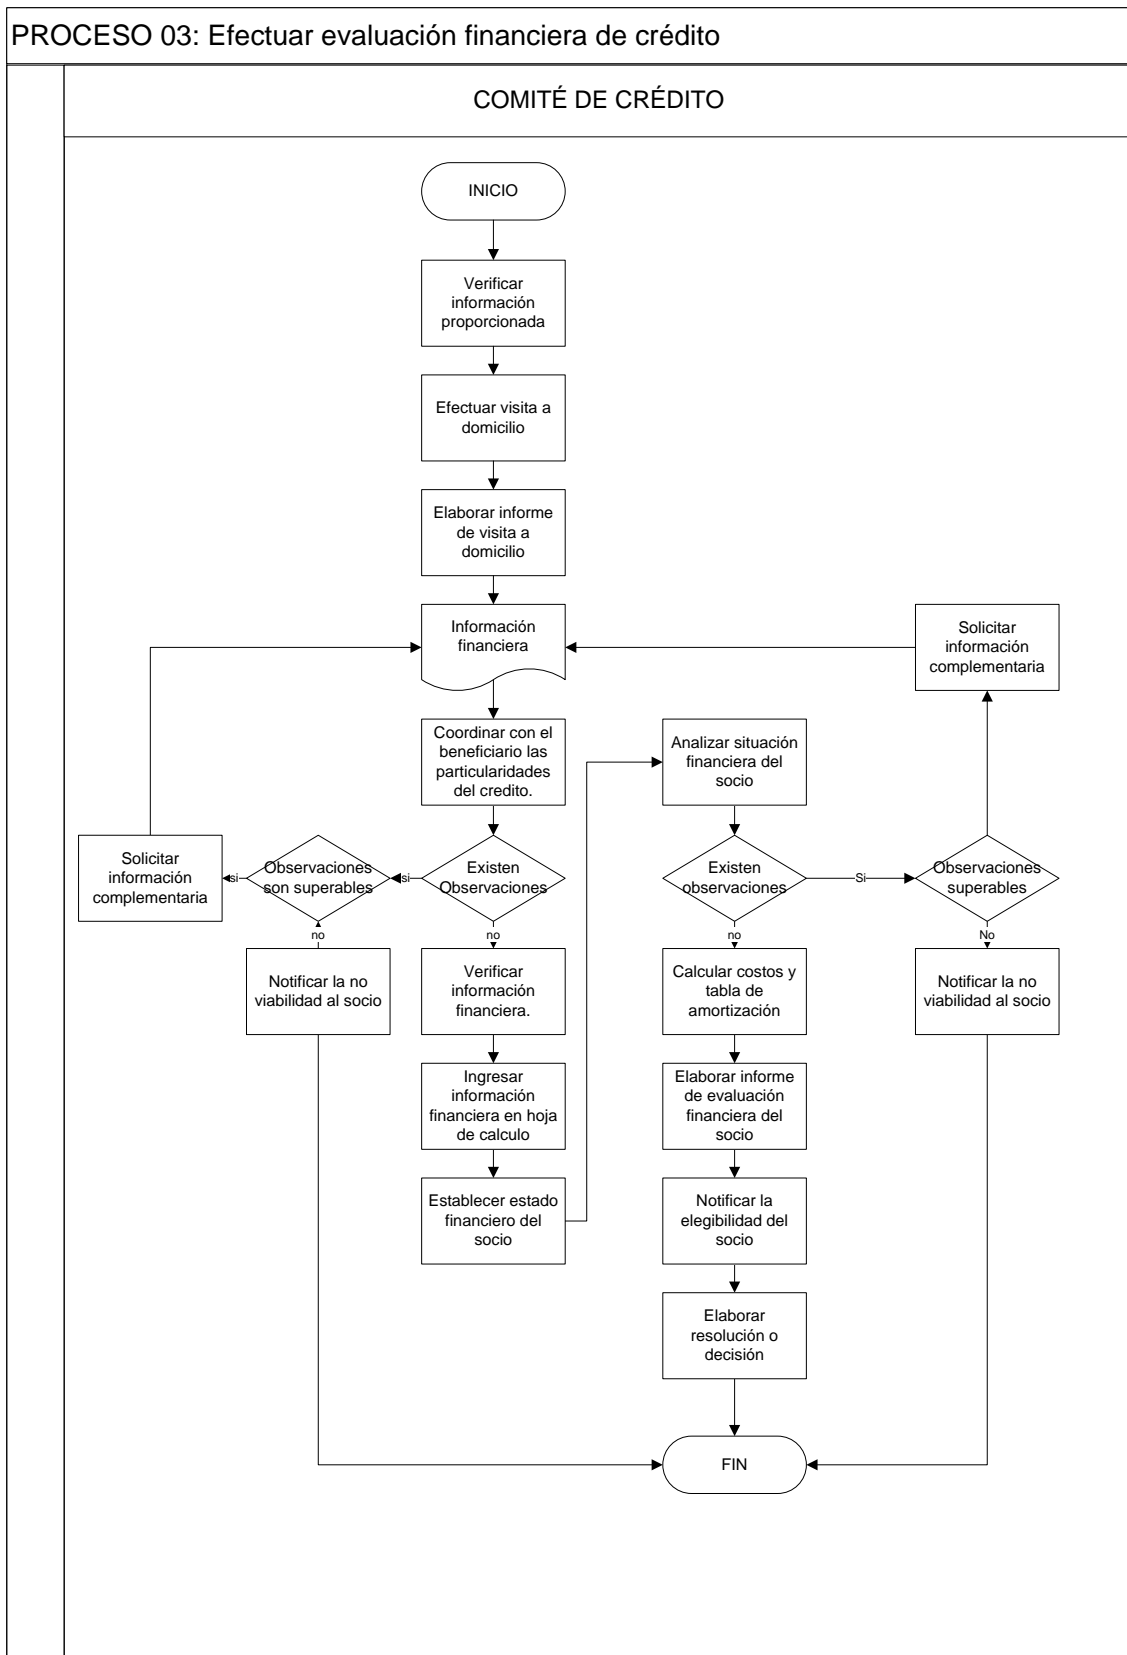 PROCESO 03: Efectuar evaluación financiera de crédito
COMITÉ DE CRÉDITO
INICIO
Verificar
información
proporcionada
Efectuar visita a
domicilio
Elaborar informe
de visita a
domicilio
Información
financiera
Solicitar
información
complementaria
Coordinar con el
beneficiario las
particularidades
del credito.
Analizar situación
financiera del
socio
Solicitar
información
complementaria
si
Observaciones
son superables
si
Existen
Observaciones
Existen
observaciones
Si
Observaciones
superables
no
no
no
No
Notificar la no
viabilidad al socio
Verificar
información
financiera.
Calcular costos y
tabla de
amortización
Notificar la no
viabilidad al socio
Ingresar
información
financiera en hoja
de calculo
Elaborar informe
de evaluación
financiera del
socio
Establecer estado
financiero del
socio
Notificar la
elegibilidad del
socio
Elaborar
resolución o
decisión
FIN